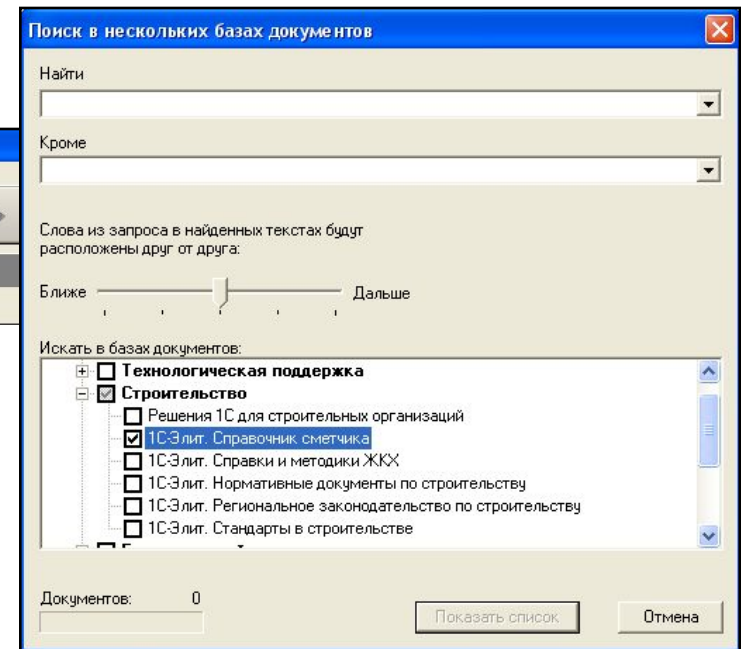 Поиск в нескольких базах документов
Найти
Кроме
Слова из запроса в найденных текстах будут
расположены друг от друга:
Ближе Дальше
Искать в базах документов:
Технологическая поддержка
Строительство
Решения 1С для строительных организаций
1С-Элит. Справочник сметчика
1С-Элит. Справки и методики ЖКХ
1С-Элит. Нормативные документы по строительству
1С-Элит. Региональное законодательство по строительству
1С-Элит. Стандарты в строительстве
Документов: 0
Показать список Отмена